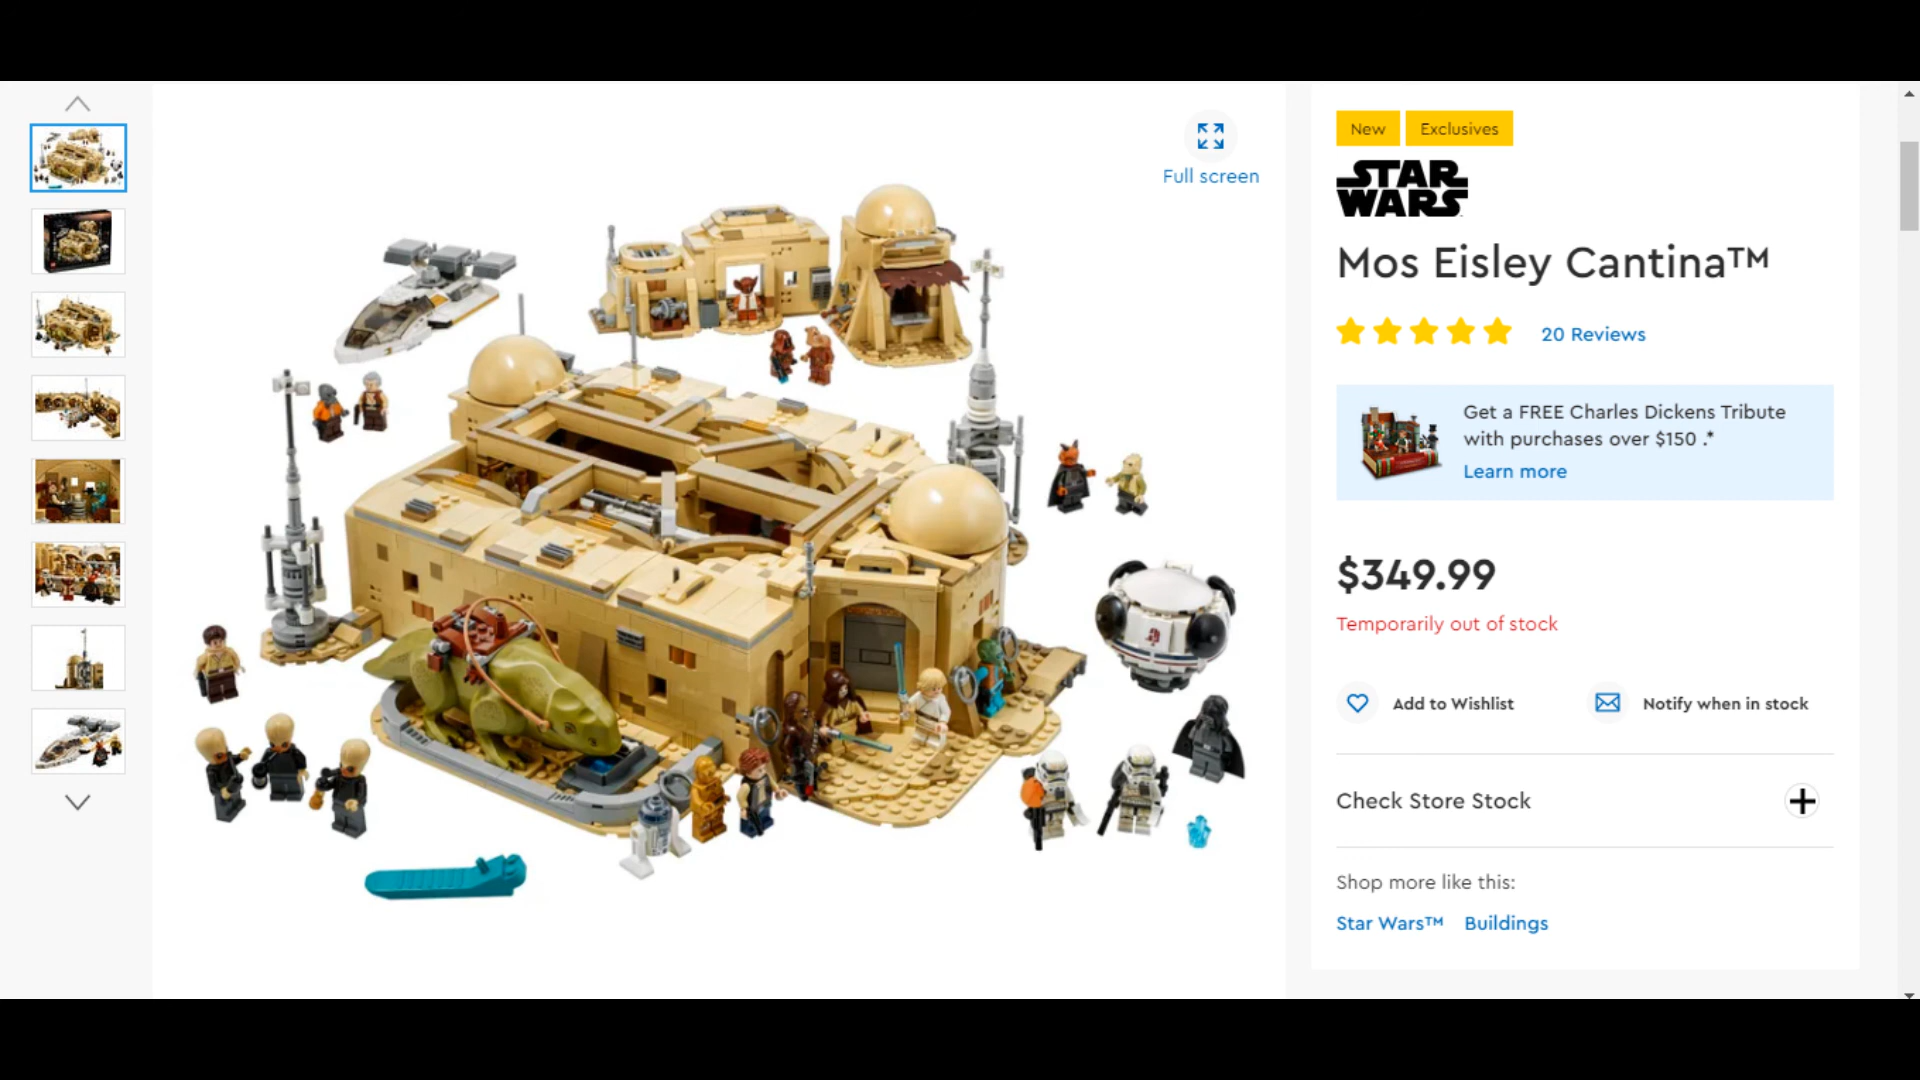 Full screen
New
Exclusives
STAR
WARS
Mos Eisley Cantina™
20 Reviews
Get a FREE Charles Dickens Tribute
with purchases over $150 .*
Learn more
$349.99
Temporarily out of stock
Add to Wishlist
Notify when in stock
Check Store Stock
Shop more like this:
Star Wars™
Buildings